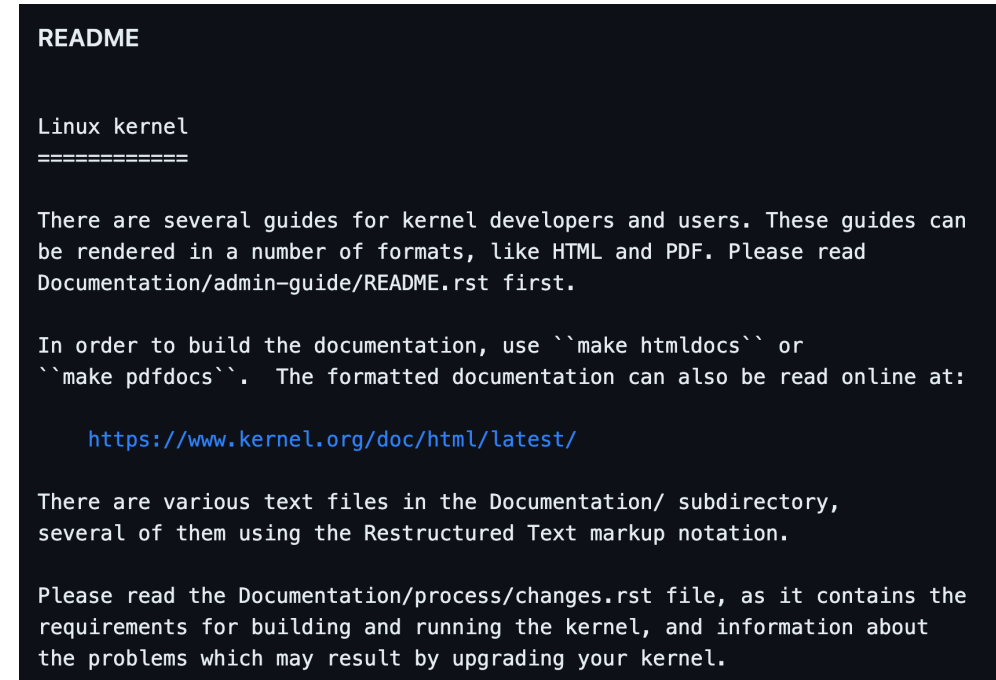 README
Linux kernel
============
There are several guides for kernel developers and users. These guides can
be rendered in a number of formats, like HTML and PDF. Please read
Documentation/admin-guide/README.rst first.
In order to build the documentation, use ``make htmldocs`` or
``make pdfdocs``.  The formatted documentation can also be read online at:
https://www.kernel.org/doc/html/latest/
There are various text files in the Documentation/ subdirectory,
several of them using the Restructured Text markup notation.
Please read the Documentation/process/changes.rst file, as it contains the
requirements for building and running the kernel, and information about
the problems which may result by upgrading your kernel.